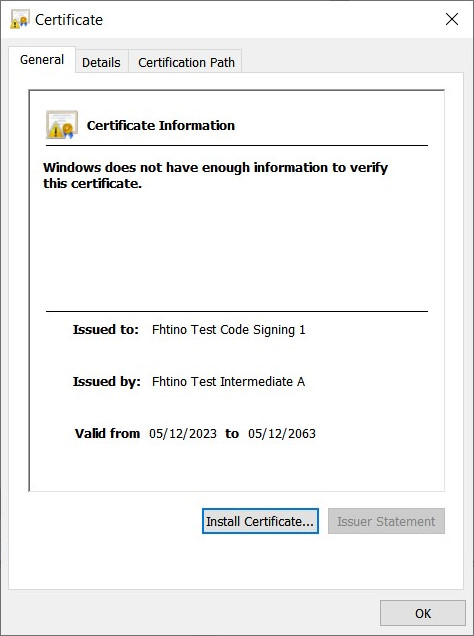 Certificate
General Details Certification Path
Certificate Information
Windows does not have enough information to verify
this certificate.
Issued to: Fhtino Test Code Signing 1
Issued by: Fhtino Test Intermediate A
Valid from 05/12/2023 to 05/12/2063
Install Certificate... Issuer Statement
OK